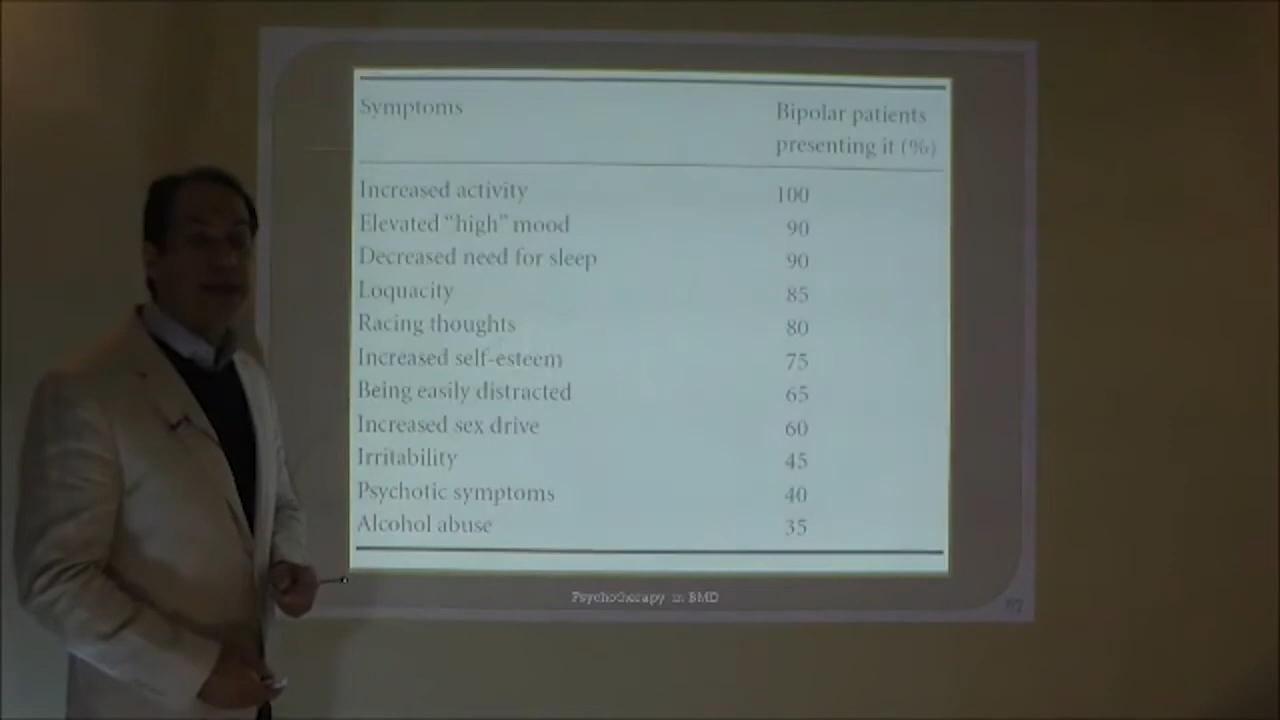 Symptoms Bipolar patients
presenting it (%)
Increased activity 100
Elevated “high” mood 90
Decreased need for sleep 90
Loquacity 85
Racing thoughts 80
Increased self-esteem 75
Being easily distracted 65
Increased sex drive 60
Irritability 45
Psychotic symptoms 40
Alcohol abuse 35
Psychotherapy in BMD